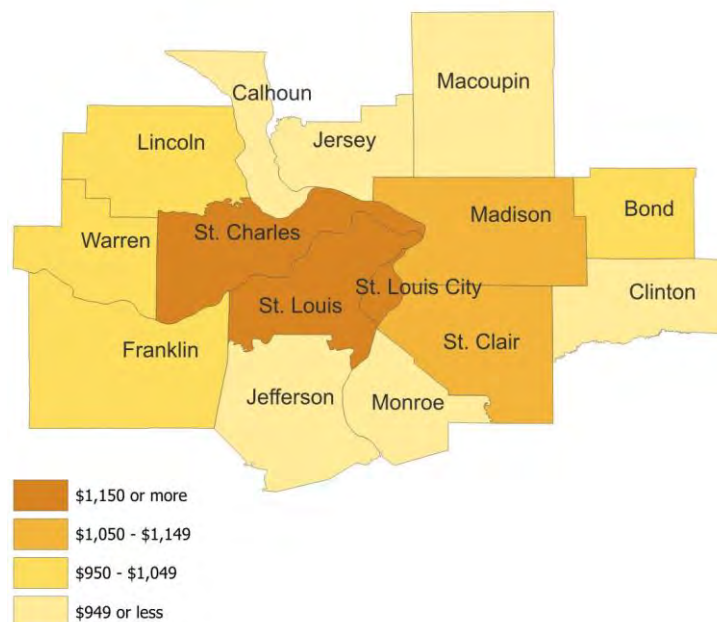 Macoupin
Calhoun
Lincoln
Jersey
Madison
Bond
Warren
St. Charles
St. Louis
St. Louis City
Clinton
Franklin
St. Clair
Jefferson
Monroe
$1,150 or more
$1,050 - $1,149
$950 - $1,049
$949 or less